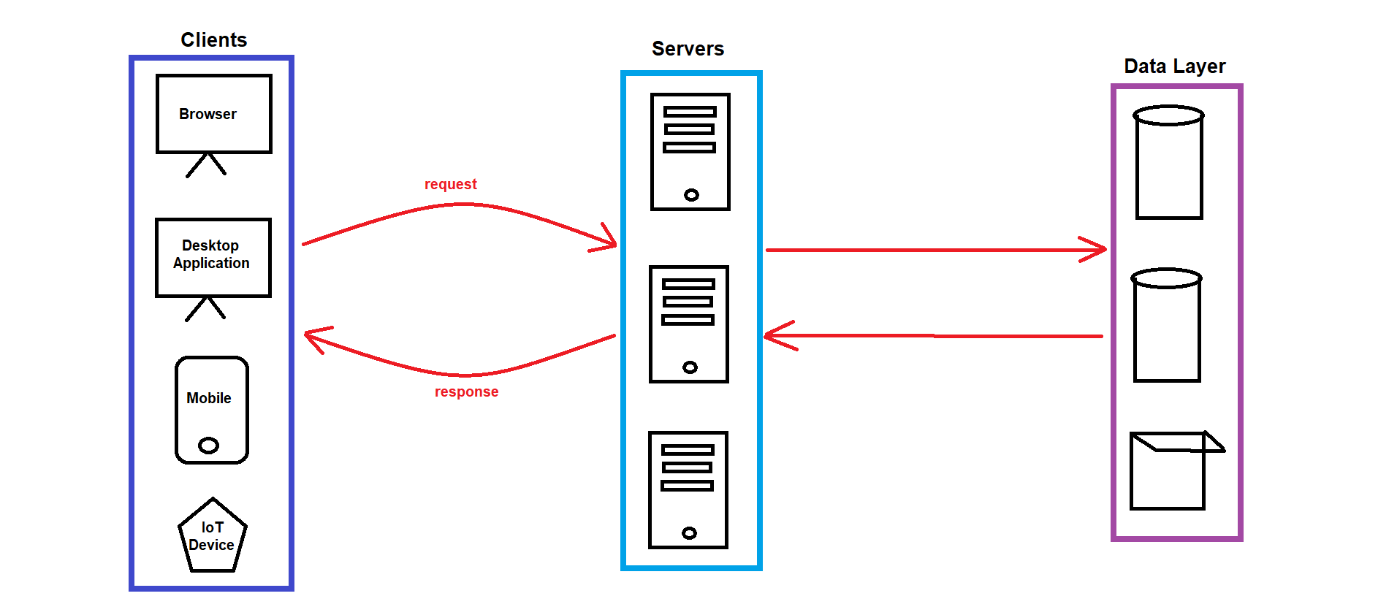 Clients
Servers
Data Layer
Browser
request
Desktop
Application
response
Mobile
IoT
Device